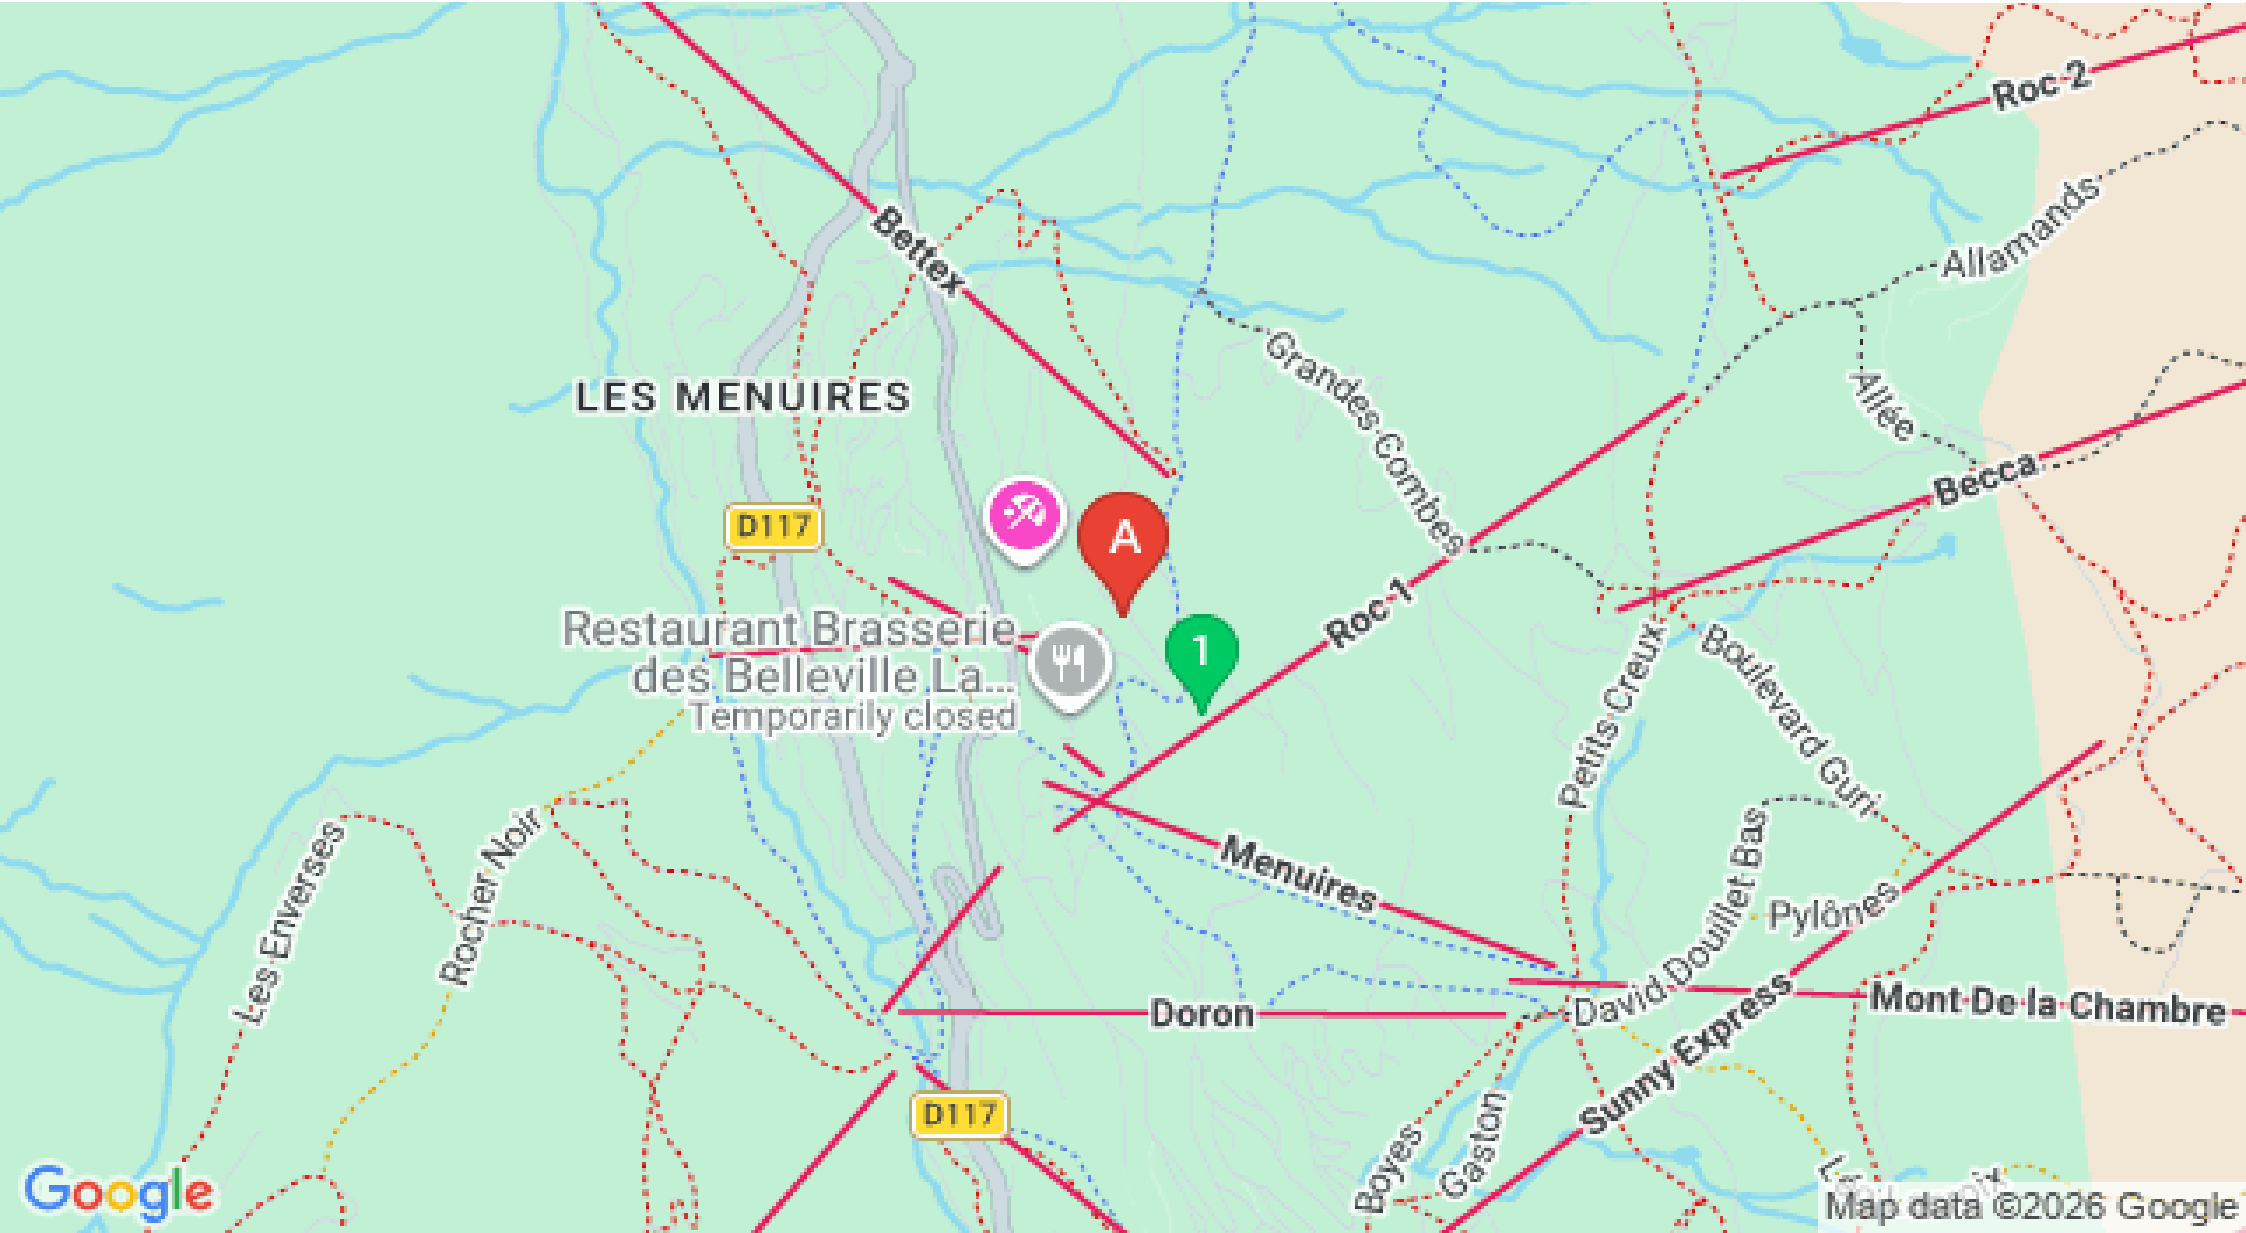 Roc 2
Allamands
Bettex
Grandes Combes
LES MENUIRES
Allée
Becca
D117
A
Roc 1
Restaurant Brasserie
des Belleville La...
Temporarily closed
1
Petits Creux
Boulevard Guri
Les Enverses
Rocher Noir
Menuires
David Douillet Bas
Pylônes
Doron
Mont De la Chambre
Sunny Express
D117
Boyes
Gaston
Google
Map data ©2026 Google